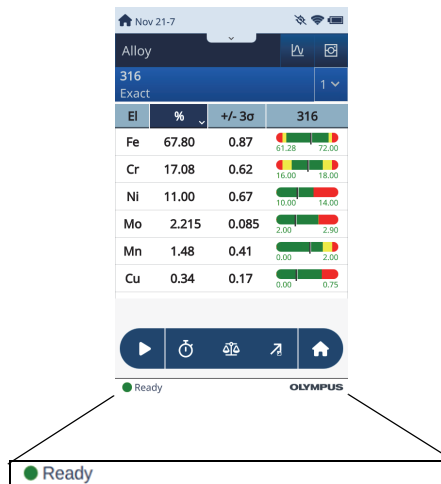 Nov 21-7
Alloy
316
Exact
1
El % +/- 3σ 316
Fe 67.80 0.87 61.28 72.00
Cr 17.08 0.62 16.00 18.00
Ni 11.00 0.67 10.00 14.00
Mo 2.215 0.085 2.00 2.90
Mn 1.48 0.41 0.00 2.00
Cu 0.34 0.17 0.00 0.75
Ready OLYMPUS
Ready